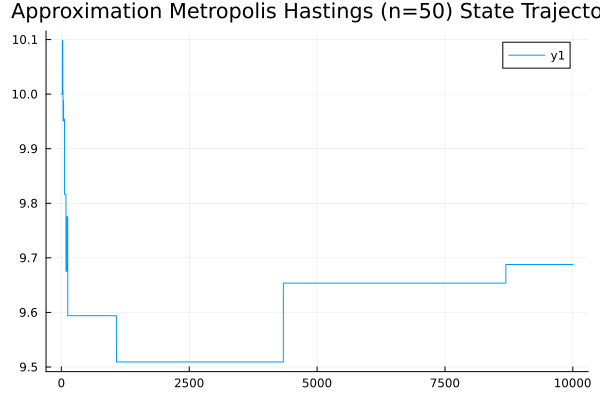 Approximation Metropolis Hastings (n=50) State Trajecto
10.1
y1
10.0
9.9
9.8
9.7
9.6
9.5
0 2500 5000 7500 10000